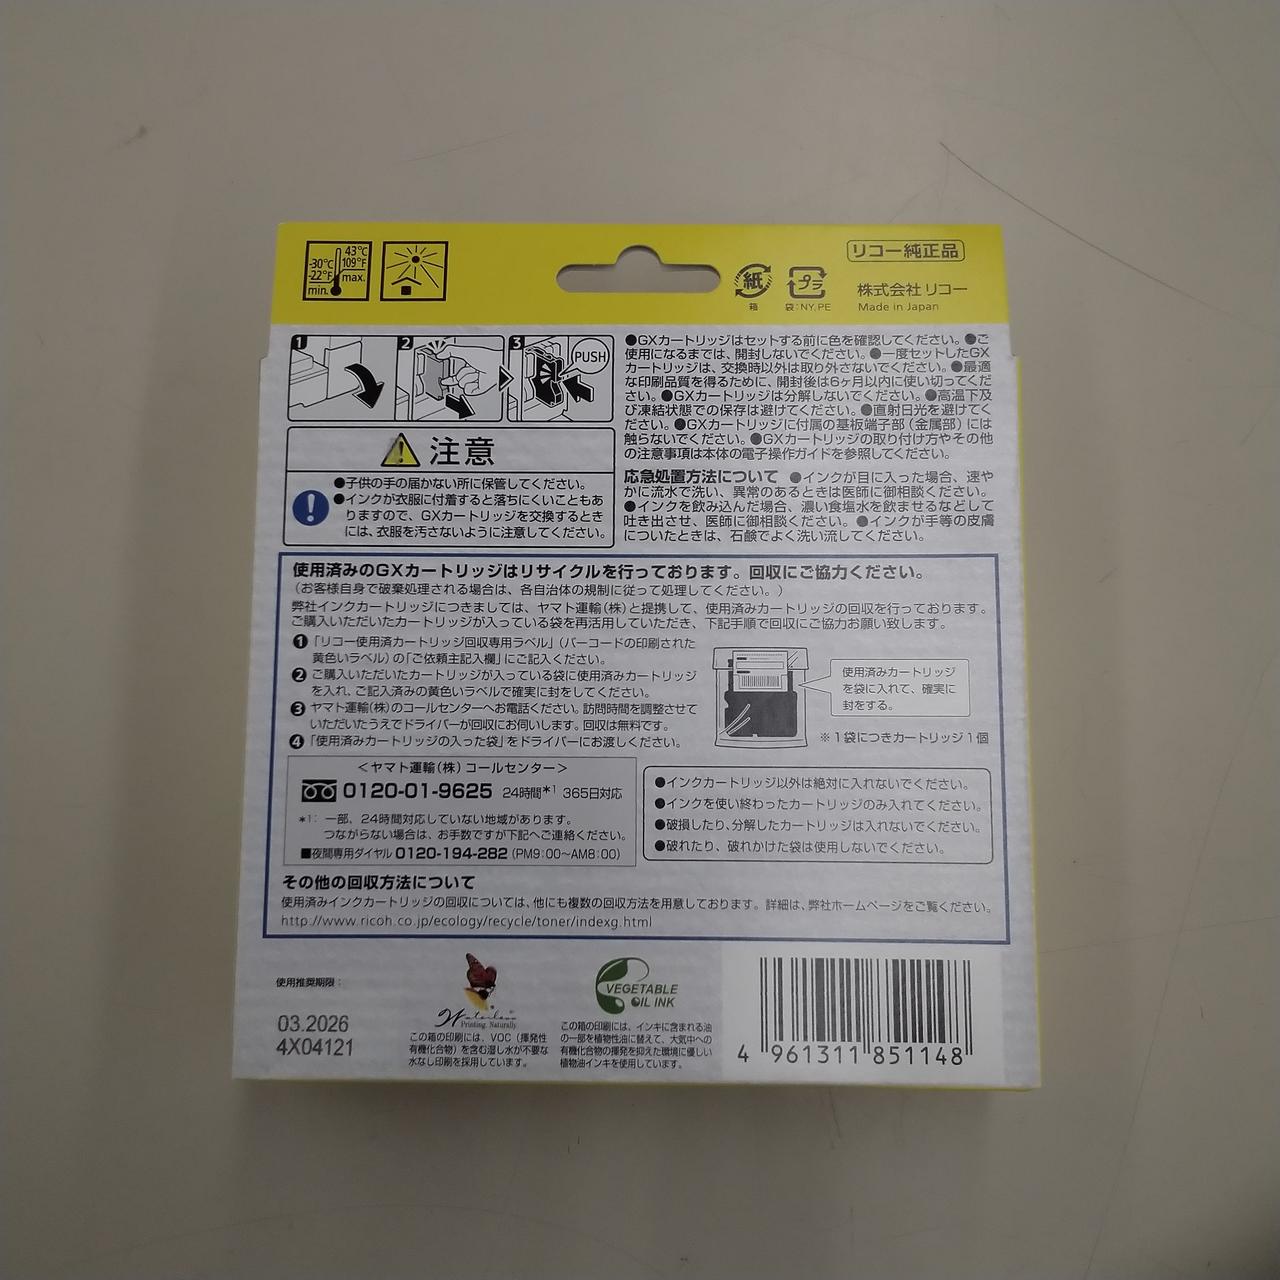 -30°C
-22°F
min.
43°C
109°F
max.
紙
箱
プラ
袋:NY,PE
リコー純正品
株式会社 リコー
Made in Japan
1
2
3
PUSH
注意
●子供の手の届かない所に保管してください。
●インクが衣服に付着すると落ちにくいこともあ
りますので、GXカートリッジを交換するときに
は、衣服を汚さないように注意してください。
●GXカートリッジはセットする前に色を確認してください。●ご
使用になるまでは、開封しないでください。●一度セットしたGX
カートリッジは、交換時以外は取り外さないでください。●最適
な印刷品質を得るために、開封後は6ヶ月以内に使い切ってくだ
さい。●GXカートリッジは分解しないでください。●高温下及
び凍結状態での保存は避けてください。●直射日光を避けてく
ださい。●GXカートリッジに付属の基板端子部(金属部)には
触らないでください。●GXカートリッジの取り付け方やその他
の注意事項は本体の電子操作ガイドを参照してください。
応急処置方法について ●インクが目に入った場合、速や
かに流水で洗い、異常のあるときは医師に御相談ください。
●インクを飲み込んだ場合、濃い食塩水を飲ませるなどして
吐き出させ、医師に御相談ください。●インクが手等の皮膚
についたときは、石鹸でよく洗い流してください。
使用済みのGXカートリッジはリサイクルを行っております。回収にご協力ください。
(お客様自身で破棄処理される場合は、各自治体の規制に従って処理してください。)
弊社インクカートリッジにつきましては、ヤマト運輸(株)と提携して、使用済みカートリッジの回収を行っております。
ご購入いただいたカートリッジが入っている袋を再活用していただき、下記手順で回収にご協力お願い致します。
❶「リコー使用済カートリッジ回収専用ラベル」(バーコードの印刷された
黄色いラベル)の「ご依頼主記入欄」にご記入ください。
❷ご購入いただいたカートリッジが入っている袋に使用済みカートリッジ
を入れ、ご記入済みの黄色いラベルで確実に封をしてください。
❸ヤマト運輸(株)のコールセンターへお電話ください。訪問時間を調整させて
いただいたうえでドライバーが回収にお伺いします。回収は無料です。
❹「使用済みカートリッジの入った袋」をドライバーにお渡しください。
使用済みカートリッジ
を袋に入れて、確実に
封をする。
※1袋につきカートリッジ1個
<ヤマト運輸(株)コールセンター>
0120-01-9625 24時間*1 365日対応
*1: 一部、24時間対応していない地域があります。
つながらない場合は、お手数ですが下記へご連絡ください。
■夜間専用ダイヤル 0120-194-282 (PM9:00〜AM8:00)
●インクカートリッジ以外は絶対に入れないでください。
●インクを使い終わったカートリッジのみ入れてください。
●破損したり、分解したカートリッジは入れないでください。
●破れたり、破れかけた袋は使用しないでください。
その他の回収方法について
使用済みインクカートリッジの回収については、他にも複数の回収方法を用意しております。詳細は、弊社ホームページをご覧ください。
http://www.ricoh.co.jp/ecology/recycle/toner/indexg.html
使用推奨期限:
03.2026
4X04121
Waterless
Printing. Naturally
この箱の印刷には、VOC(揮発性
有機化合物)を含む湿し水が不要な
水なし印刷を採用しています。
VEGETABLE
OIL INK
この箱の印刷には、インキに含まれる油
の一部を植物性油に替えて、大気中への
有機化合物の揮発を抑えた環境に優しい
植物油インキを使用しています。
4 961311 851148